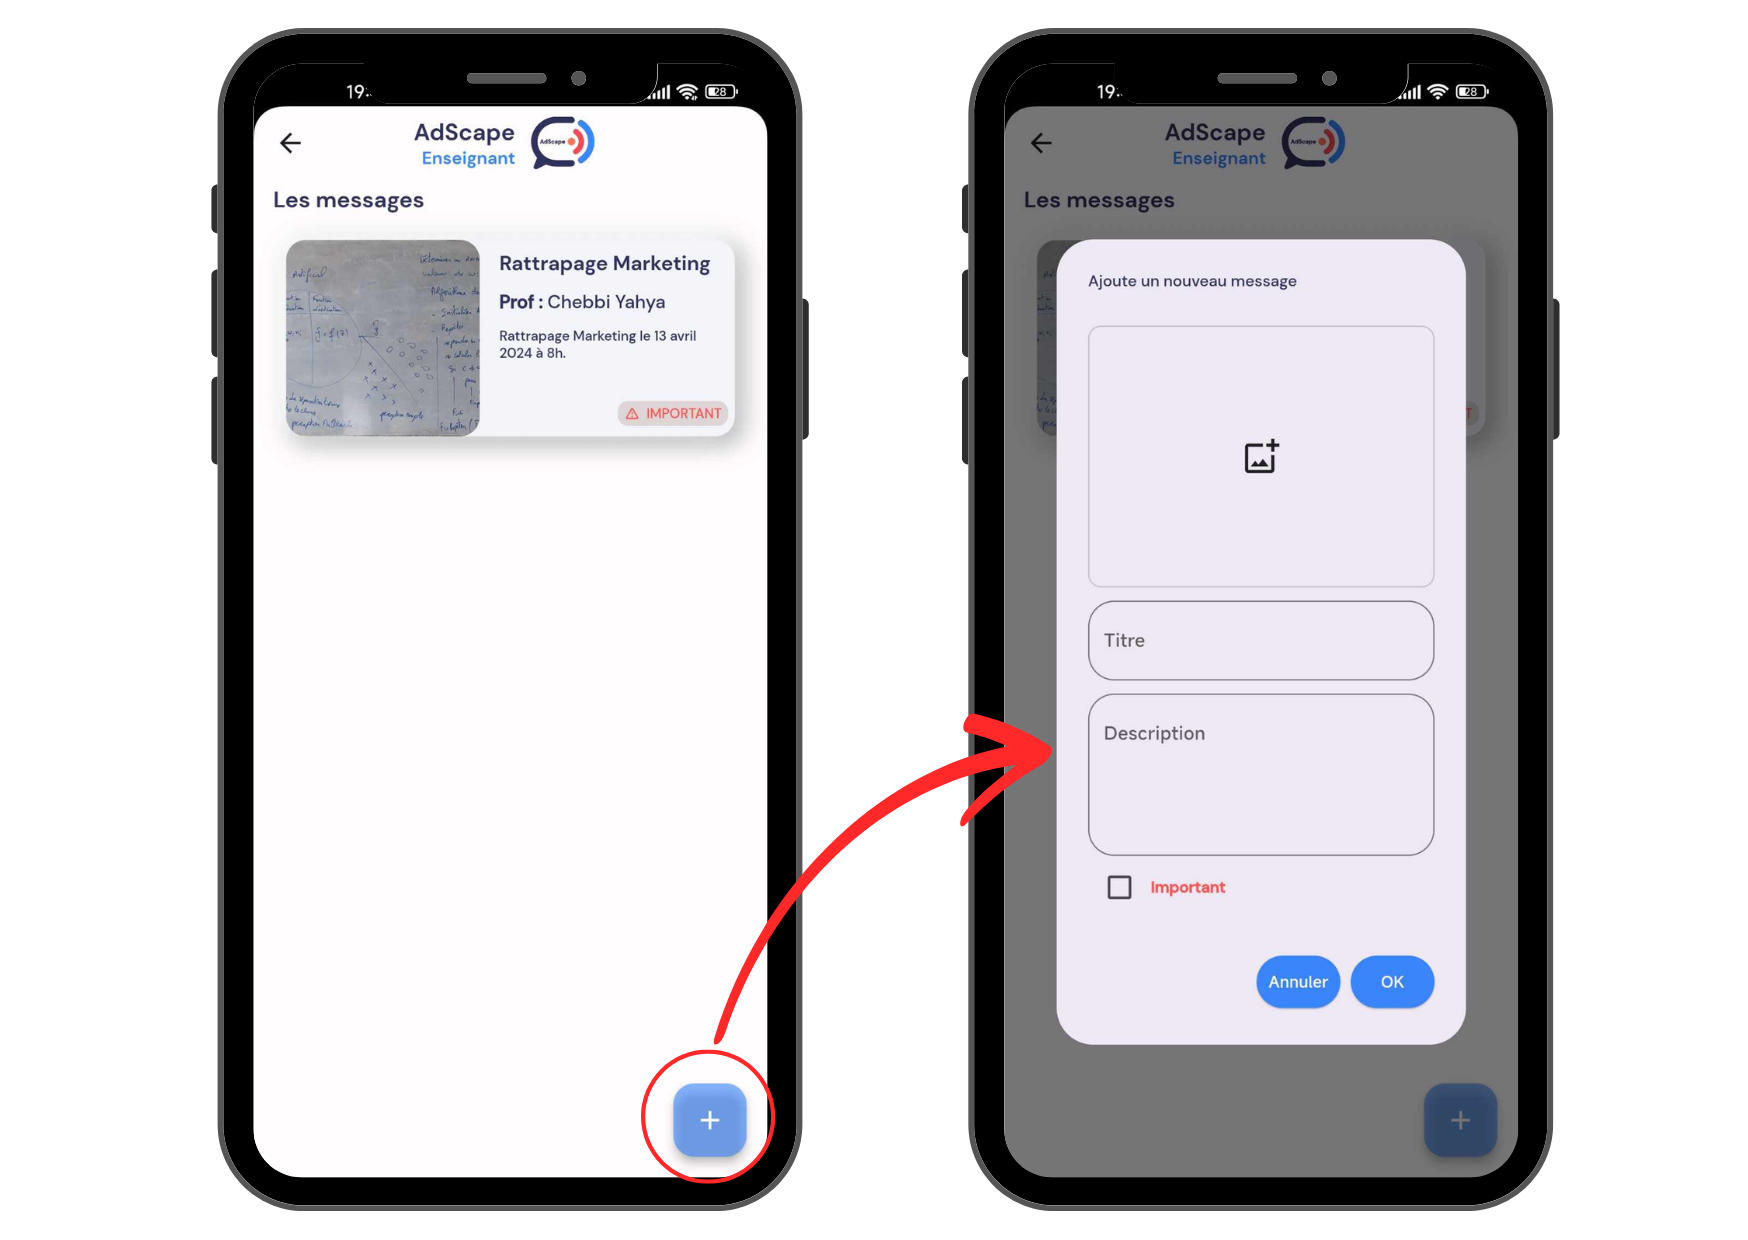 19:
28
AdScape
Enseignant
AdScape
Les messages
Artificiel
Rattrapage Marketing
Prof : Chebbi Yahya
Rattrapage Marketing le 13 avril
2024 à 8h.
IMPORTANT
+
19:
28
AdScape
Enseignant
AdScape
Les messages
T
Ajoute un nouveau message
Titre
Description
Important
Annuler
OK
+